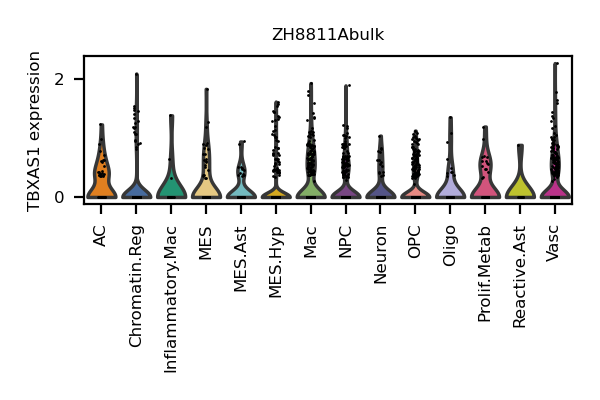 ZH8811Abulk
TBXAS1 expression
2
0
AC
Chromatin.Reg
Inflammatory.Mac
MES
MES.Ast
MES.Hyp
Mac
NPC
Neuron
OPC
Oligo
Prolif.Metab
Reactive.Ast
Vasc